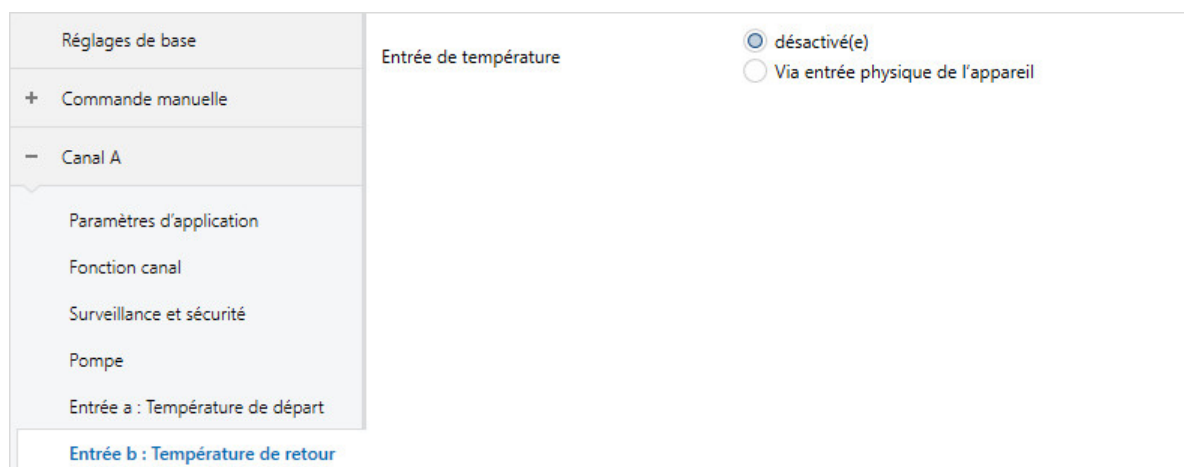 Réglages de base
+ Commande manuelle
− Canal A
Paramètres d’application
Fonction canal
Surveillance et sécurité
Pompe
Entrée a : Température de départ
Entrée b : Température de retour
Entrée de température
désactivé(e)
Via entrée physique de l’appareil